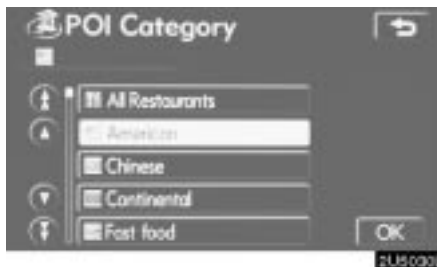 POI Category
All Restaurants
American
Chinese
Continental
Fast food
OK